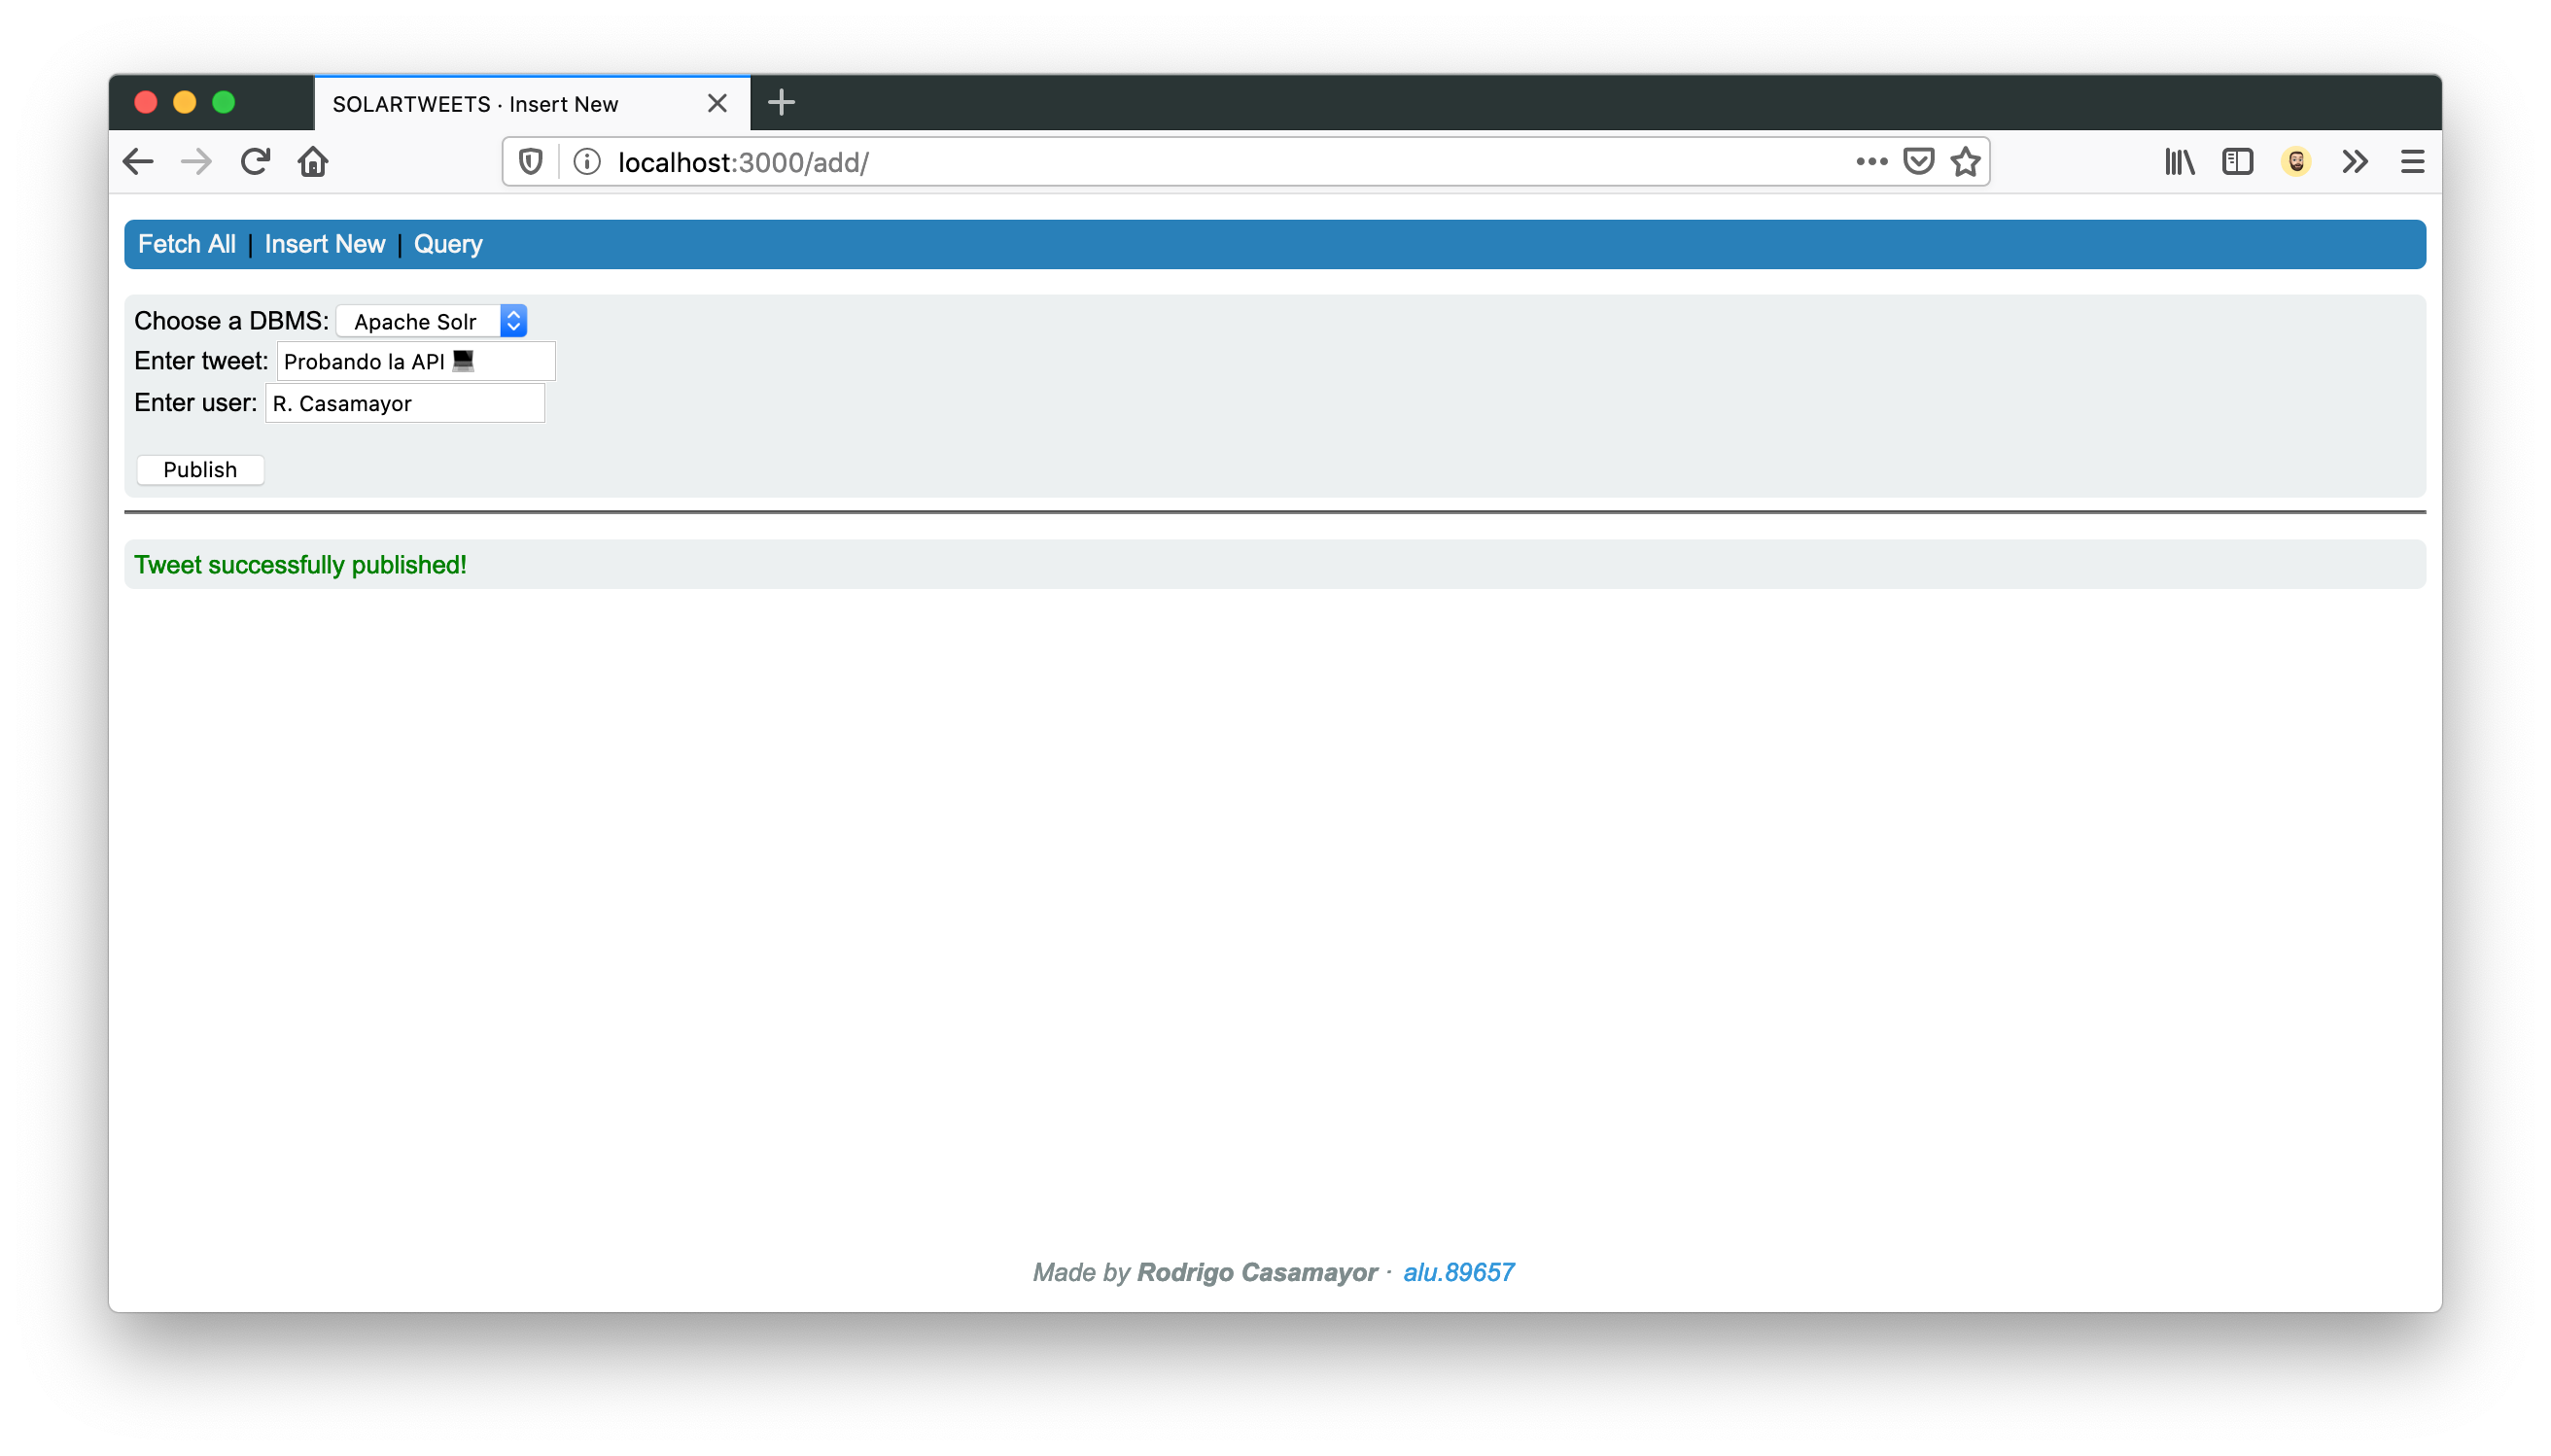 SOLARTWEETS · Insert New
localhost:3000/add/
Fetch All | Insert New | Query
Choose a DBMS: Apache Solr
Enter tweet: Probando la API 💻
Enter user: R. Casamayor
Publish
Tweet successfully published!
Made by Rodrigo Casamayor · alu.89657